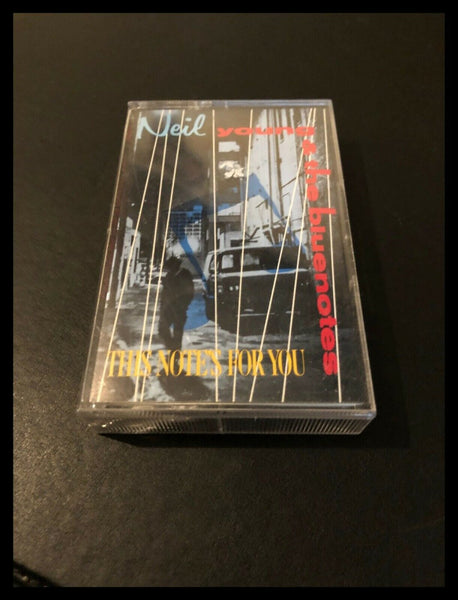 Neil young
& the bluenotes
THIS NOTE'S FOR YOU